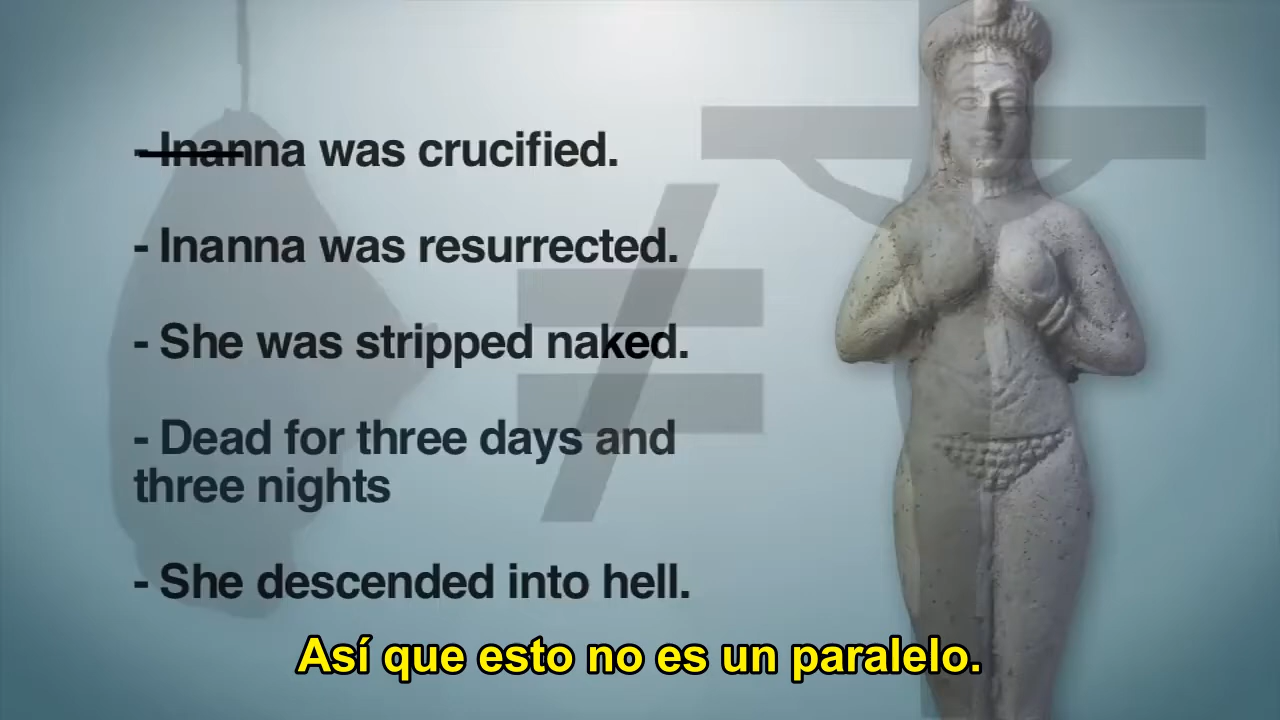 - Inanna was crucified.
- Inanna was resurrected.
- She was stripped naked.
- Dead for three days and
three nights
- She descended into hell.
Así que esto no es un paralelo.